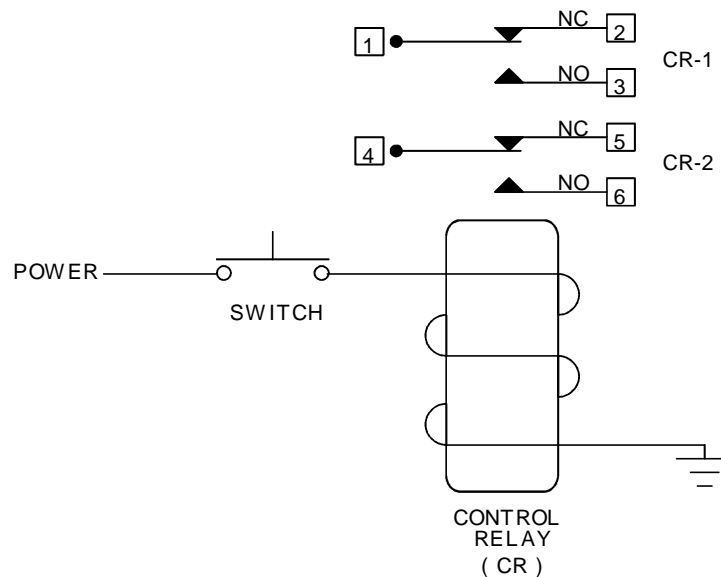 NC 2
1
CR-1
NO 3
NC 5
4
CR-2
NO 6
POWER
SWITCH
CONTROL
RELAY
( CR )